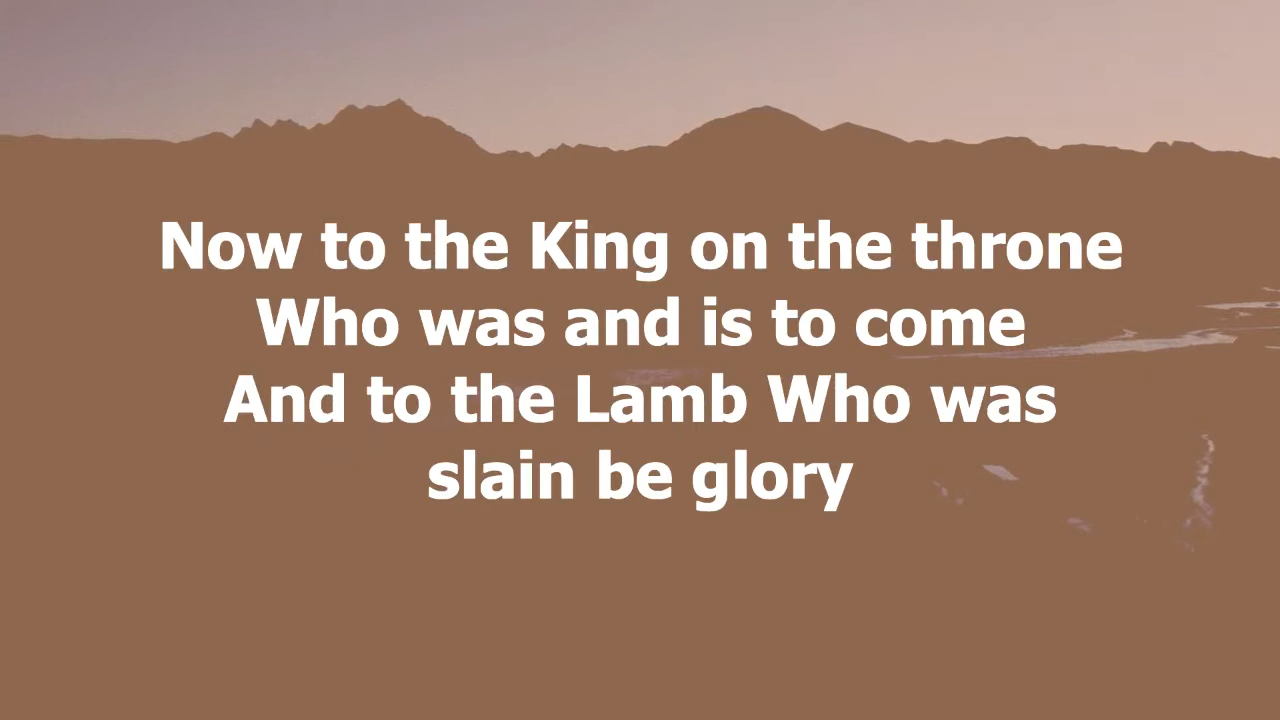 Now to the King on the throne
Who was and is to come
And to the Lamb Who was
slain be glory